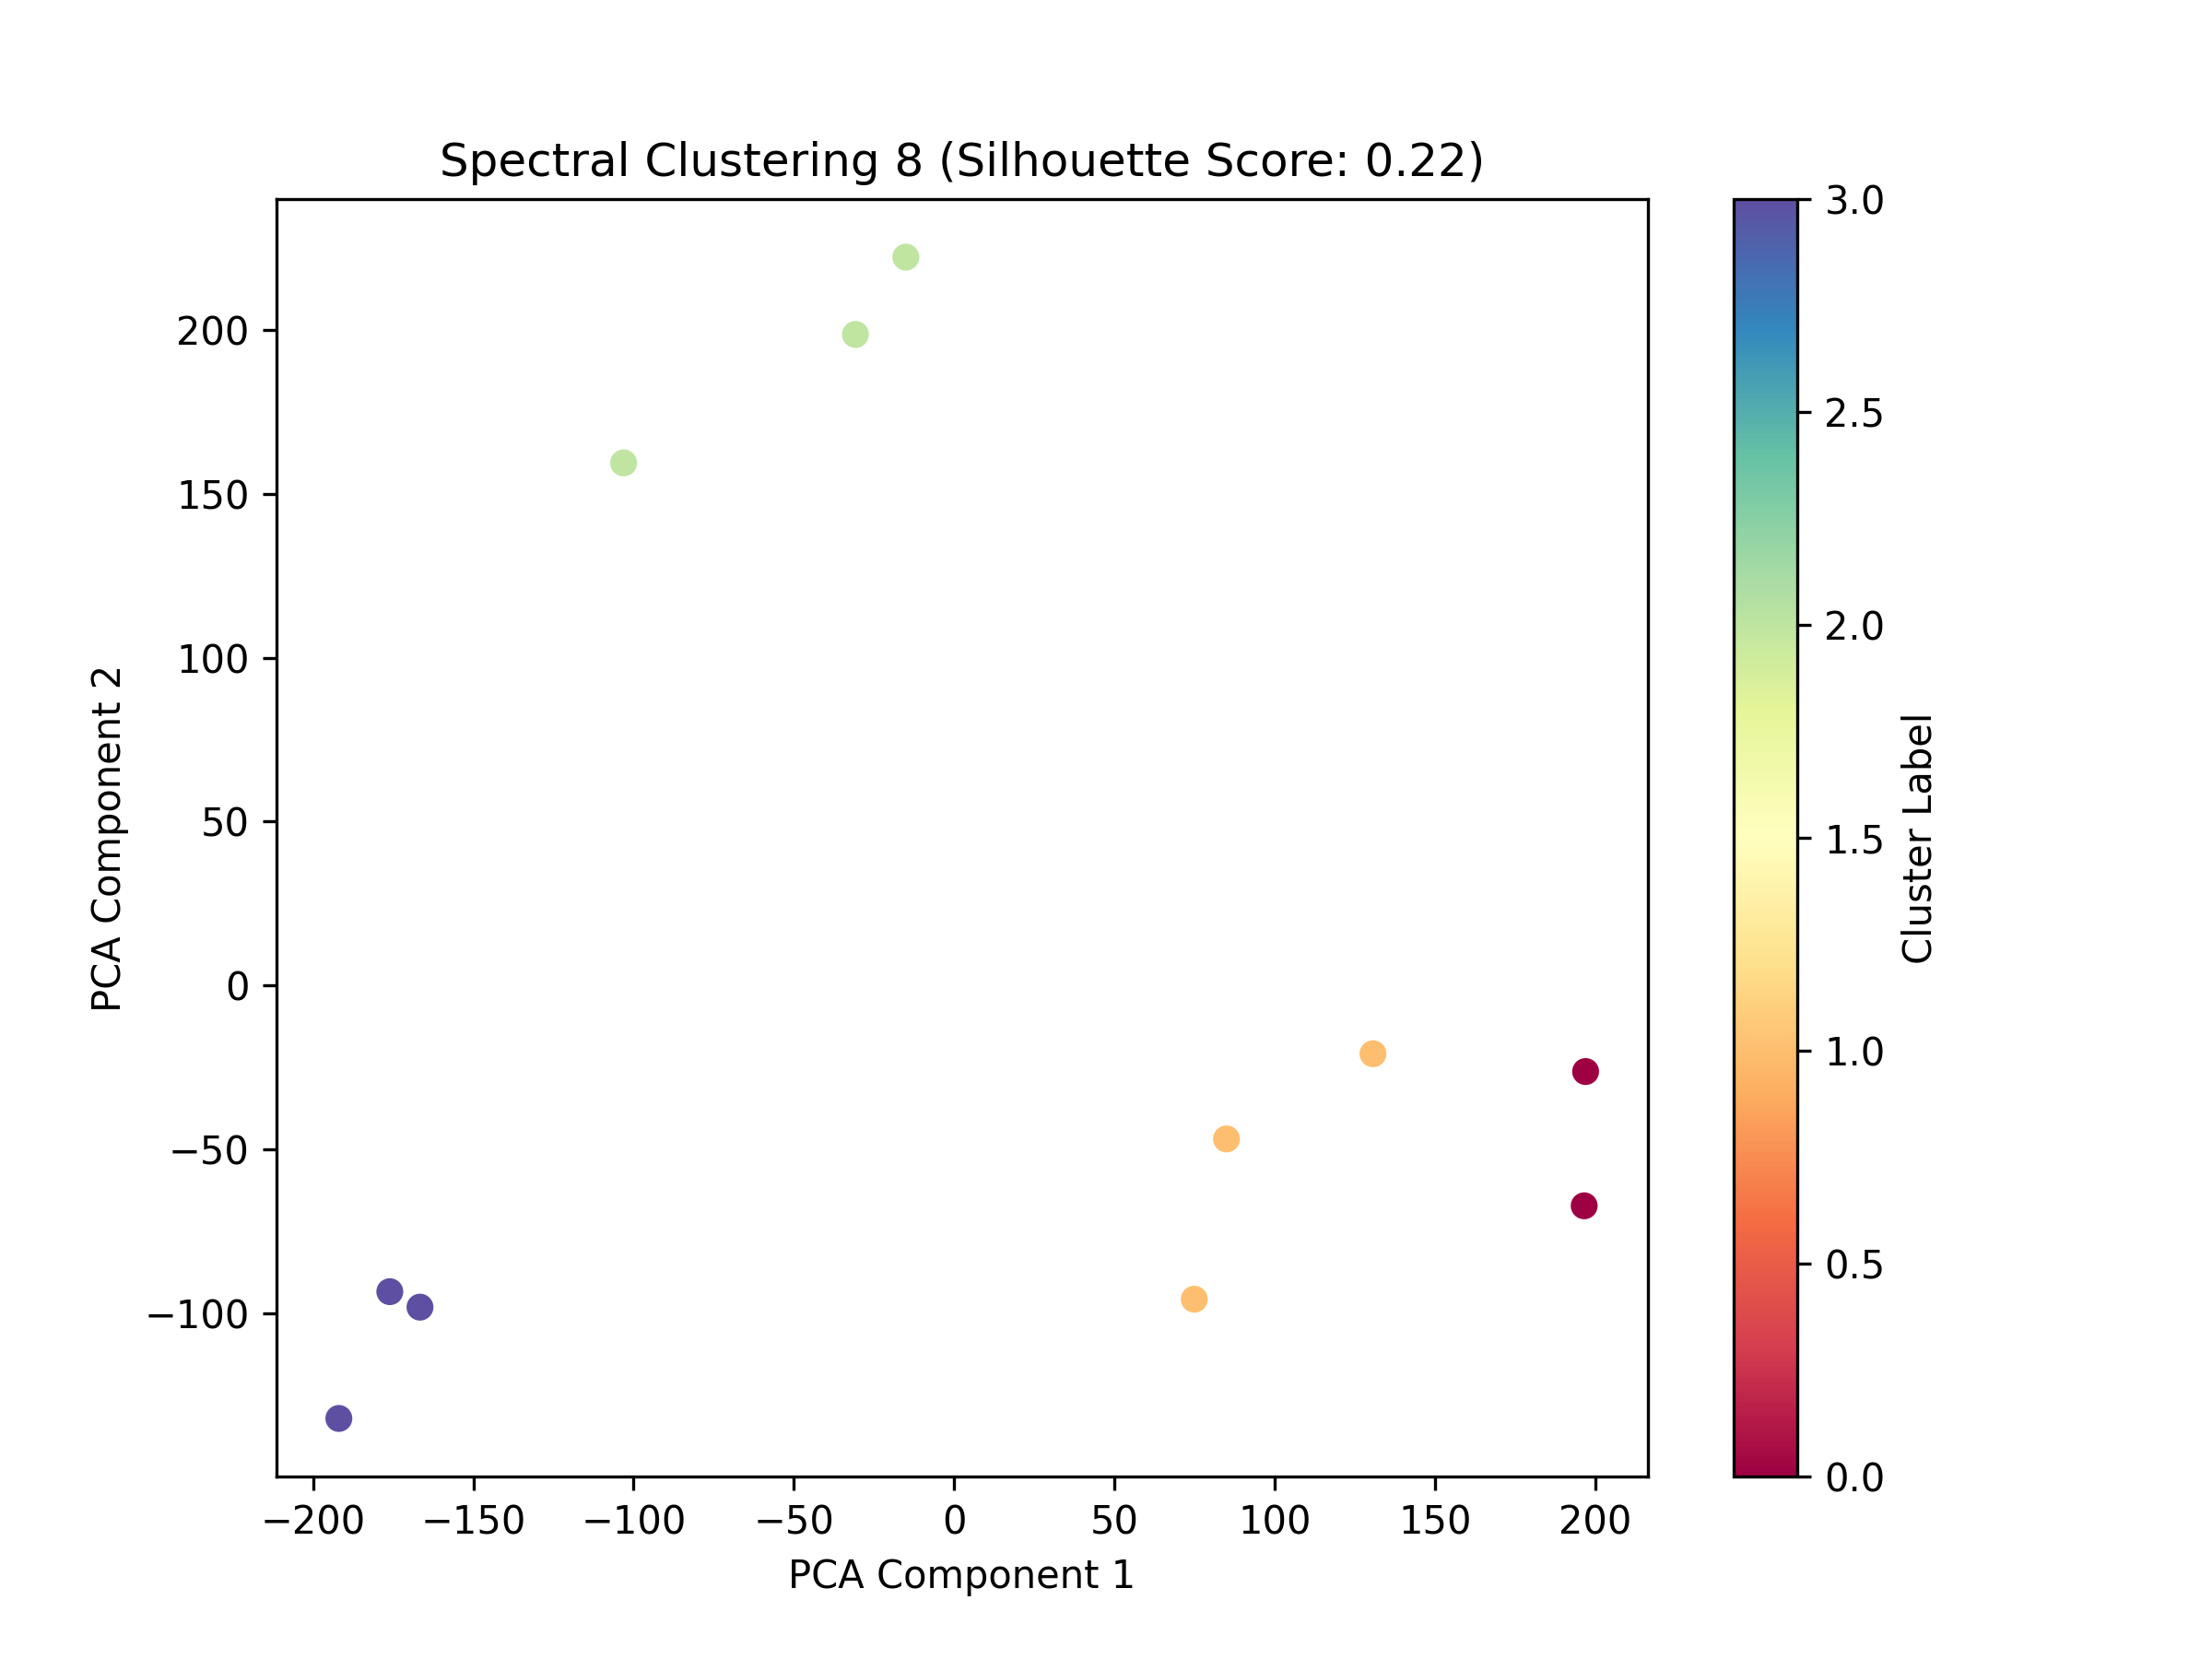 Spectral Clustering 8 (Silhouette Score: 0.22)
PCA Component 2
200
150
100
50
0
−50
−100
−200 −150 −100 −50 0 50 100 150 200
PCA Component 1
3.0
2.5
2.0
1.5
1.0
0.5
0.0
Cluster Label